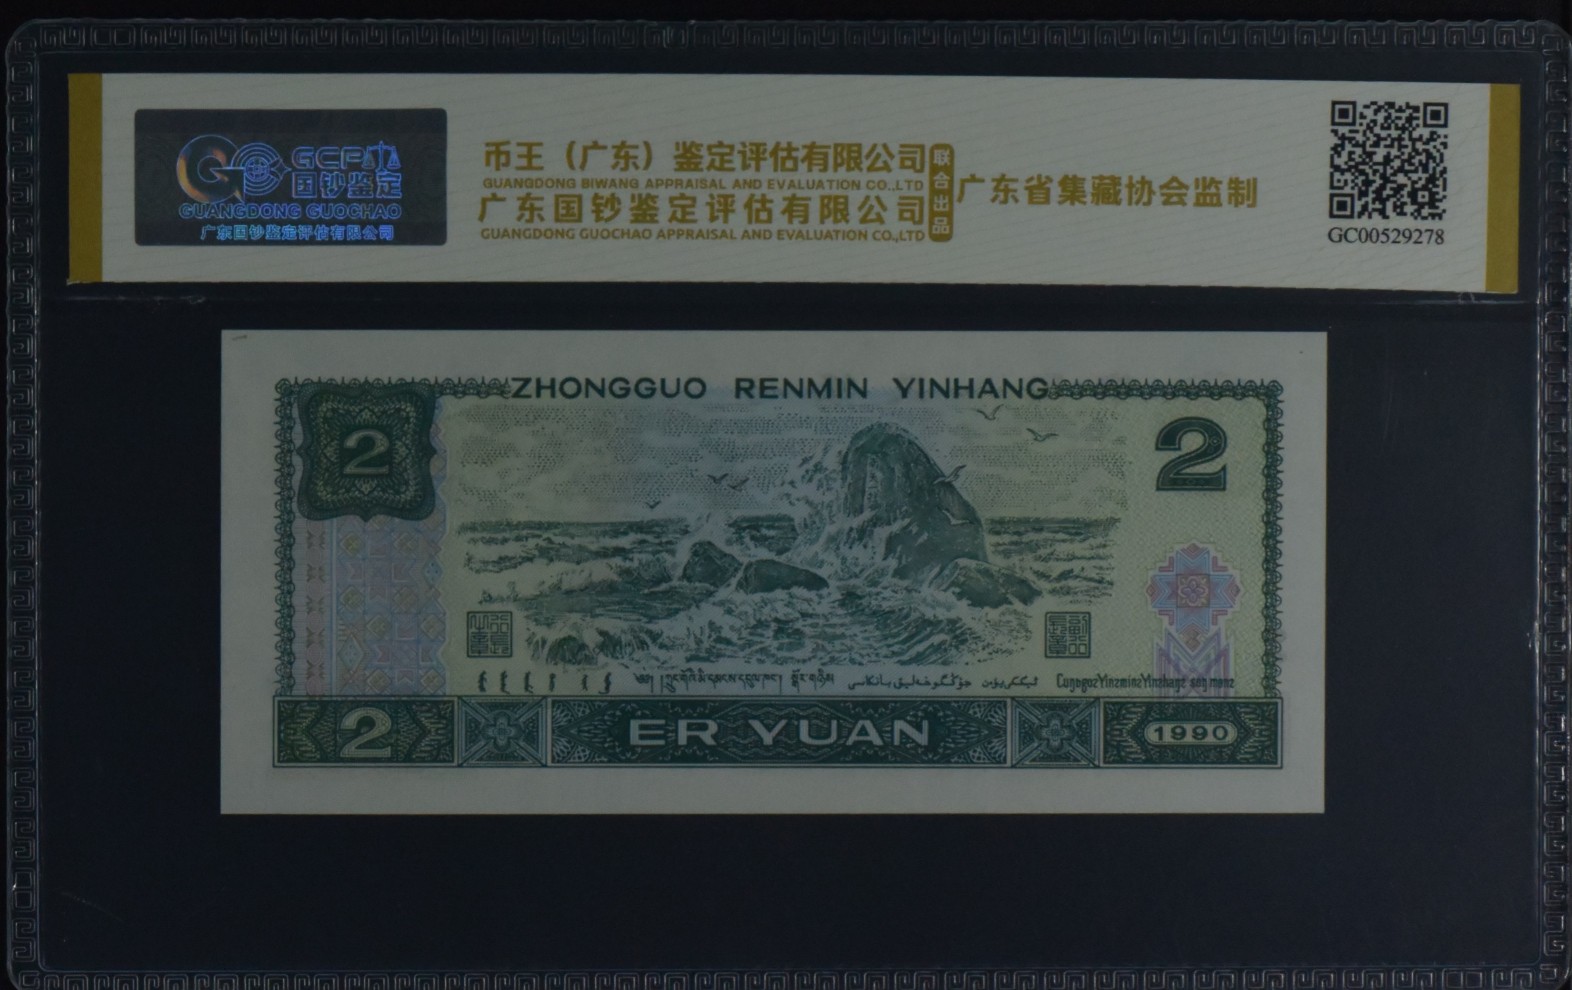 GCP
国钞鉴定
GUANGDONG GUOCHAO
广东国钞鉴定评估有限公司
币王（广东）鉴定评估有限公司
GUANGDONG BIWANG APPRAISAL AND EVALUATION CO.,LTD
广东国钞鉴定评估有限公司
GUANGDONG GUOCHAO APPRAISAL AND EVALUATION CO.,LTD
联合出品
广东省集藏协会监制
GC00529278
ZHONGGUO RENMIN YINHANG
2
2
2
ER YUAN
1990